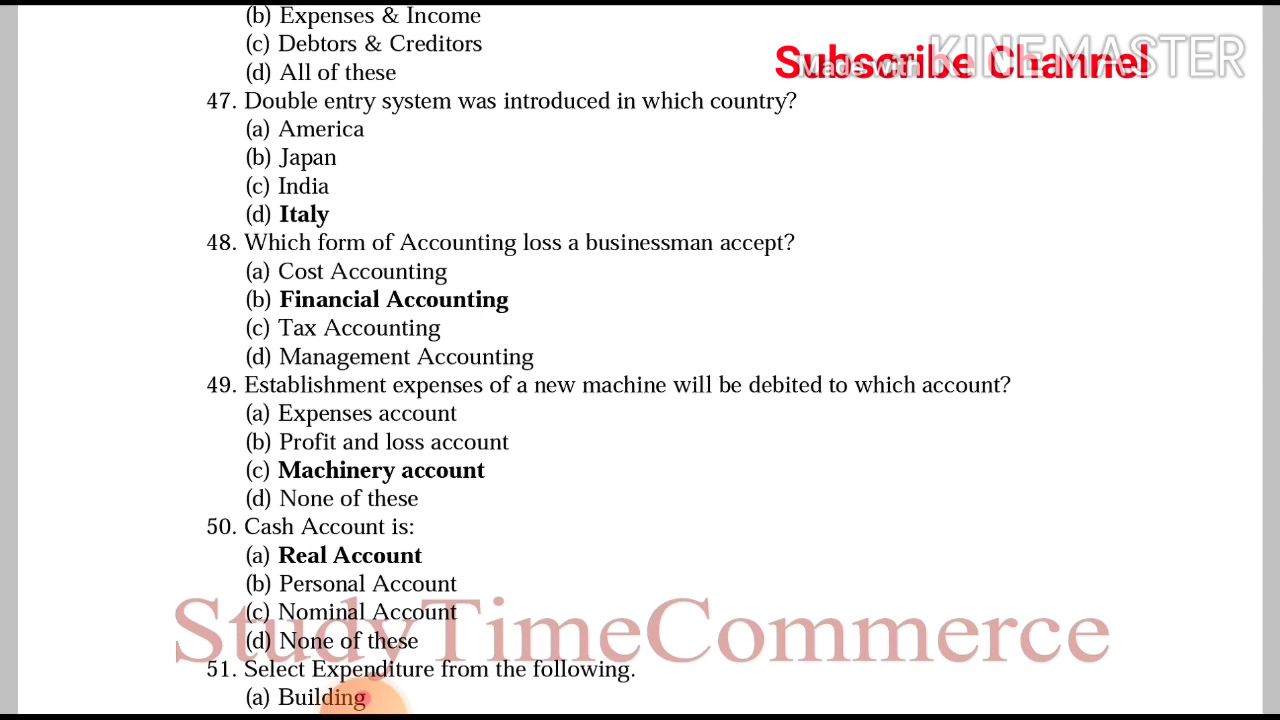 (b) Expenses & Income
(c) Debtors & Creditors
(d) All of these
Subscribe Channel
Made with KINEMASTER
47. Double entry system was introduced in which country?
(a) America
(b) Japan
(c) India
(d) Italy
48. Which form of Accounting loss a businessman accept?
(a) Cost Accounting
(b) Financial Accounting
(c) Tax Accounting
(d) Management Accounting
49. Establishment expenses of a new machine will be debited to which account?
(a) Expenses account
(b) Profit and loss account
(c) Machinery account
(d) None of these
50. Cash Account is:
(a) Real Account
(b) Personal Account
(c) Nominal Account
(d) None of these
StudyTimeCommerce
51. Select Expenditure from the following.
(a) Building